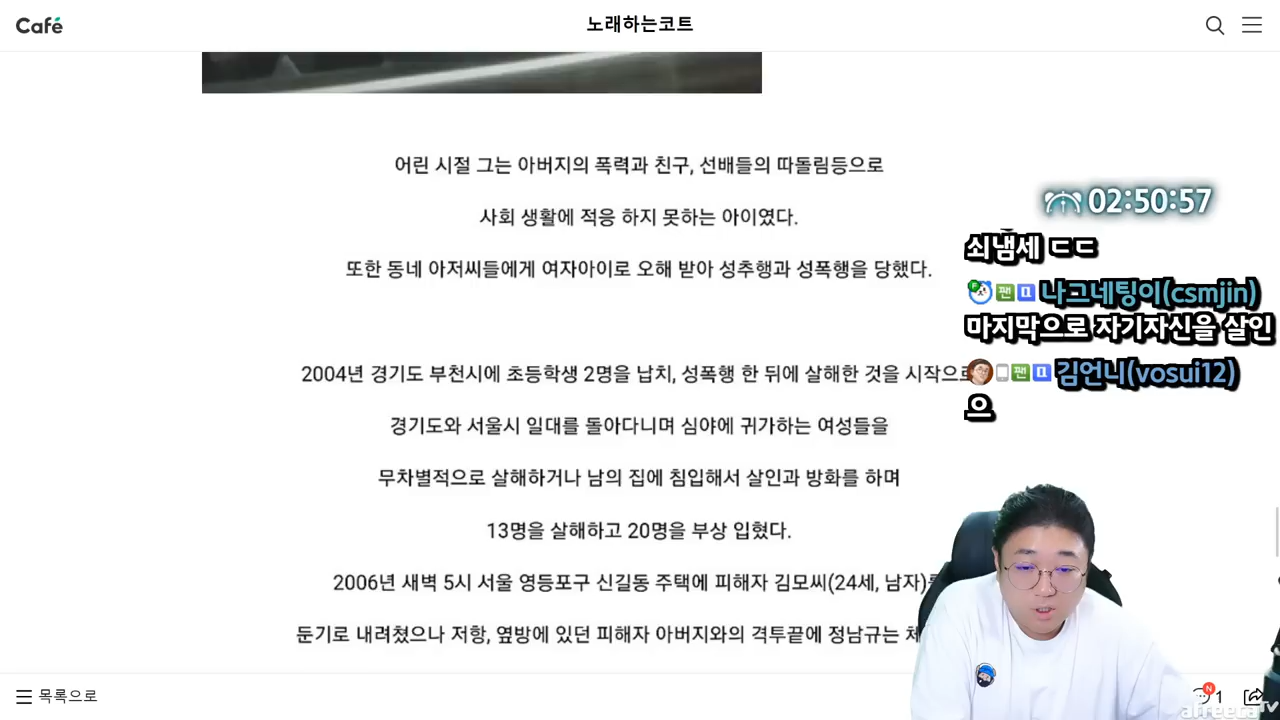 Café
노래하는코트
어린 시절 그는 아버지의 폭력과 친구, 선배들의 따돌림등으로
사회 생활에 적응 하지 못하는 아이였다.
또한 동네 아저씨들에게 여자아이로 오해 받아 성추행과 성폭행을 당했다.
2004년 경기도 부천시에 초등학생 2명을 납치, 성폭행 한 뒤에 살해한 것을 시작으로
경기도와 서울시 일대를 돌아다니며 심야에 귀가하는 여성들을
무차별적으로 살해하거나 남의 집에 침입해서 살인과 방화를 하며
13명을 살해하고 20명을 부상 입혔다.
2006년 새벽 5시 서울 영등포구 신길동 주택에 피해자 김모씨(24세, 남자)
둔기로 내려쳤으나 저항, 옆방에 있던 피해자 아버지와의 격투끝에 정남규는
02:50:57
쇠냄세 ㄷㄷ
팬 나그네팅이(csmjin)
마지막으로 자기자신을 살인
팬 김언니(vosui12)
으
목록으로
N
1
afreecaTV